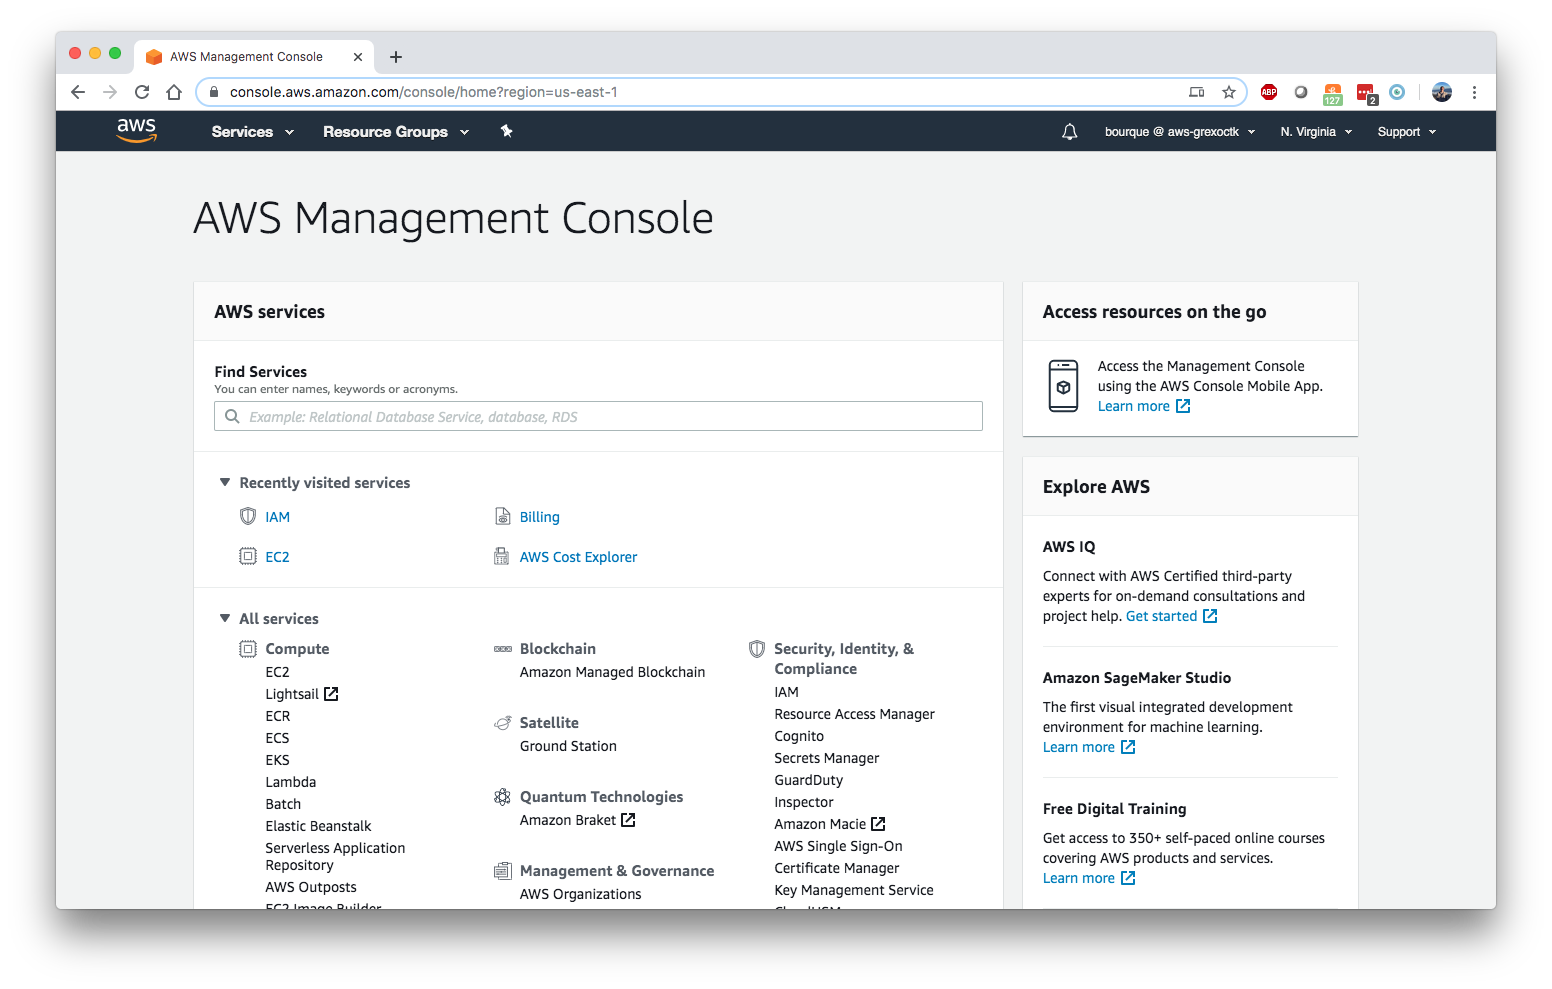 AWS Management Console
console.aws.amazon.com/console/home?region=us-east-1
ABP
127
2
aws
Services
Resource Groups
bourque @ aws-grexoctk
N. Virginia
Support
AWS Management Console
AWS services
Find Services
You can enter names, keywords or acronyms.
Example: Relational Database Service, database, RDS
Recently visited services
IAM
Billing
EC2
AWS Cost Explorer
All services
Compute
EC2
Lightsail
ECR
ECS
EKS
Lambda
Batch
Elastic Beanstalk
Serverless Application
Repository
AWS Outposts
EC2 Image Builder
Blockchain
Amazon Managed Blockchain
Satellite
Ground Station
Quantum Technologies
Amazon Braket
Management & Governance
AWS Organizations
Security, Identity, &
Compliance
IAM
Resource Access Manager
Cognito
Secrets Manager
GuardDuty
Inspector
Amazon Macie
AWS Single Sign-On
Certificate Manager
Key Management Service
CloudHSM
Access resources on the go
Access the Management Console
using the AWS Console Mobile App.
Learn more
Explore AWS
AWS IQ
Connect with AWS Certified third-party
experts for on-demand consultations and
project help. Get started
Amazon SageMaker Studio
The first visual integrated development
environment for machine learning.
Learn more
Free Digital Training
Get access to 350+ self-paced online courses
covering AWS products and services.
Learn more